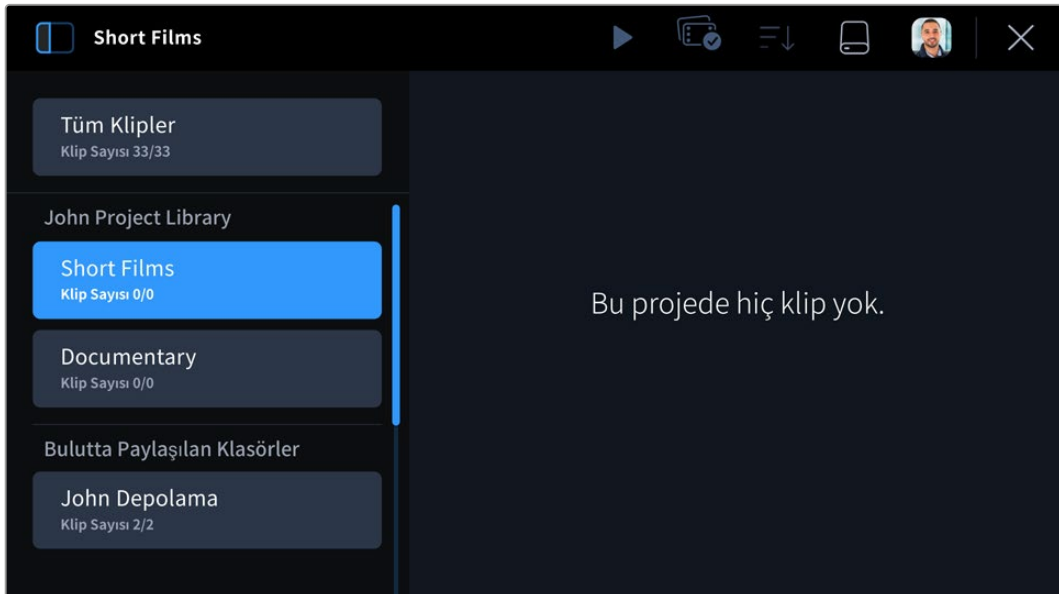 Short Films
Tüm Klipler
Klip Sayısı 33/33
John Project Library
Short Films
Klip Sayısı 0/0
Documentary
Klip Sayısı 0/0
Bulutta Paylaşılan Klasörler
John Depolama
Klip Sayısı 2/2
Bu projede hiç klip yok.